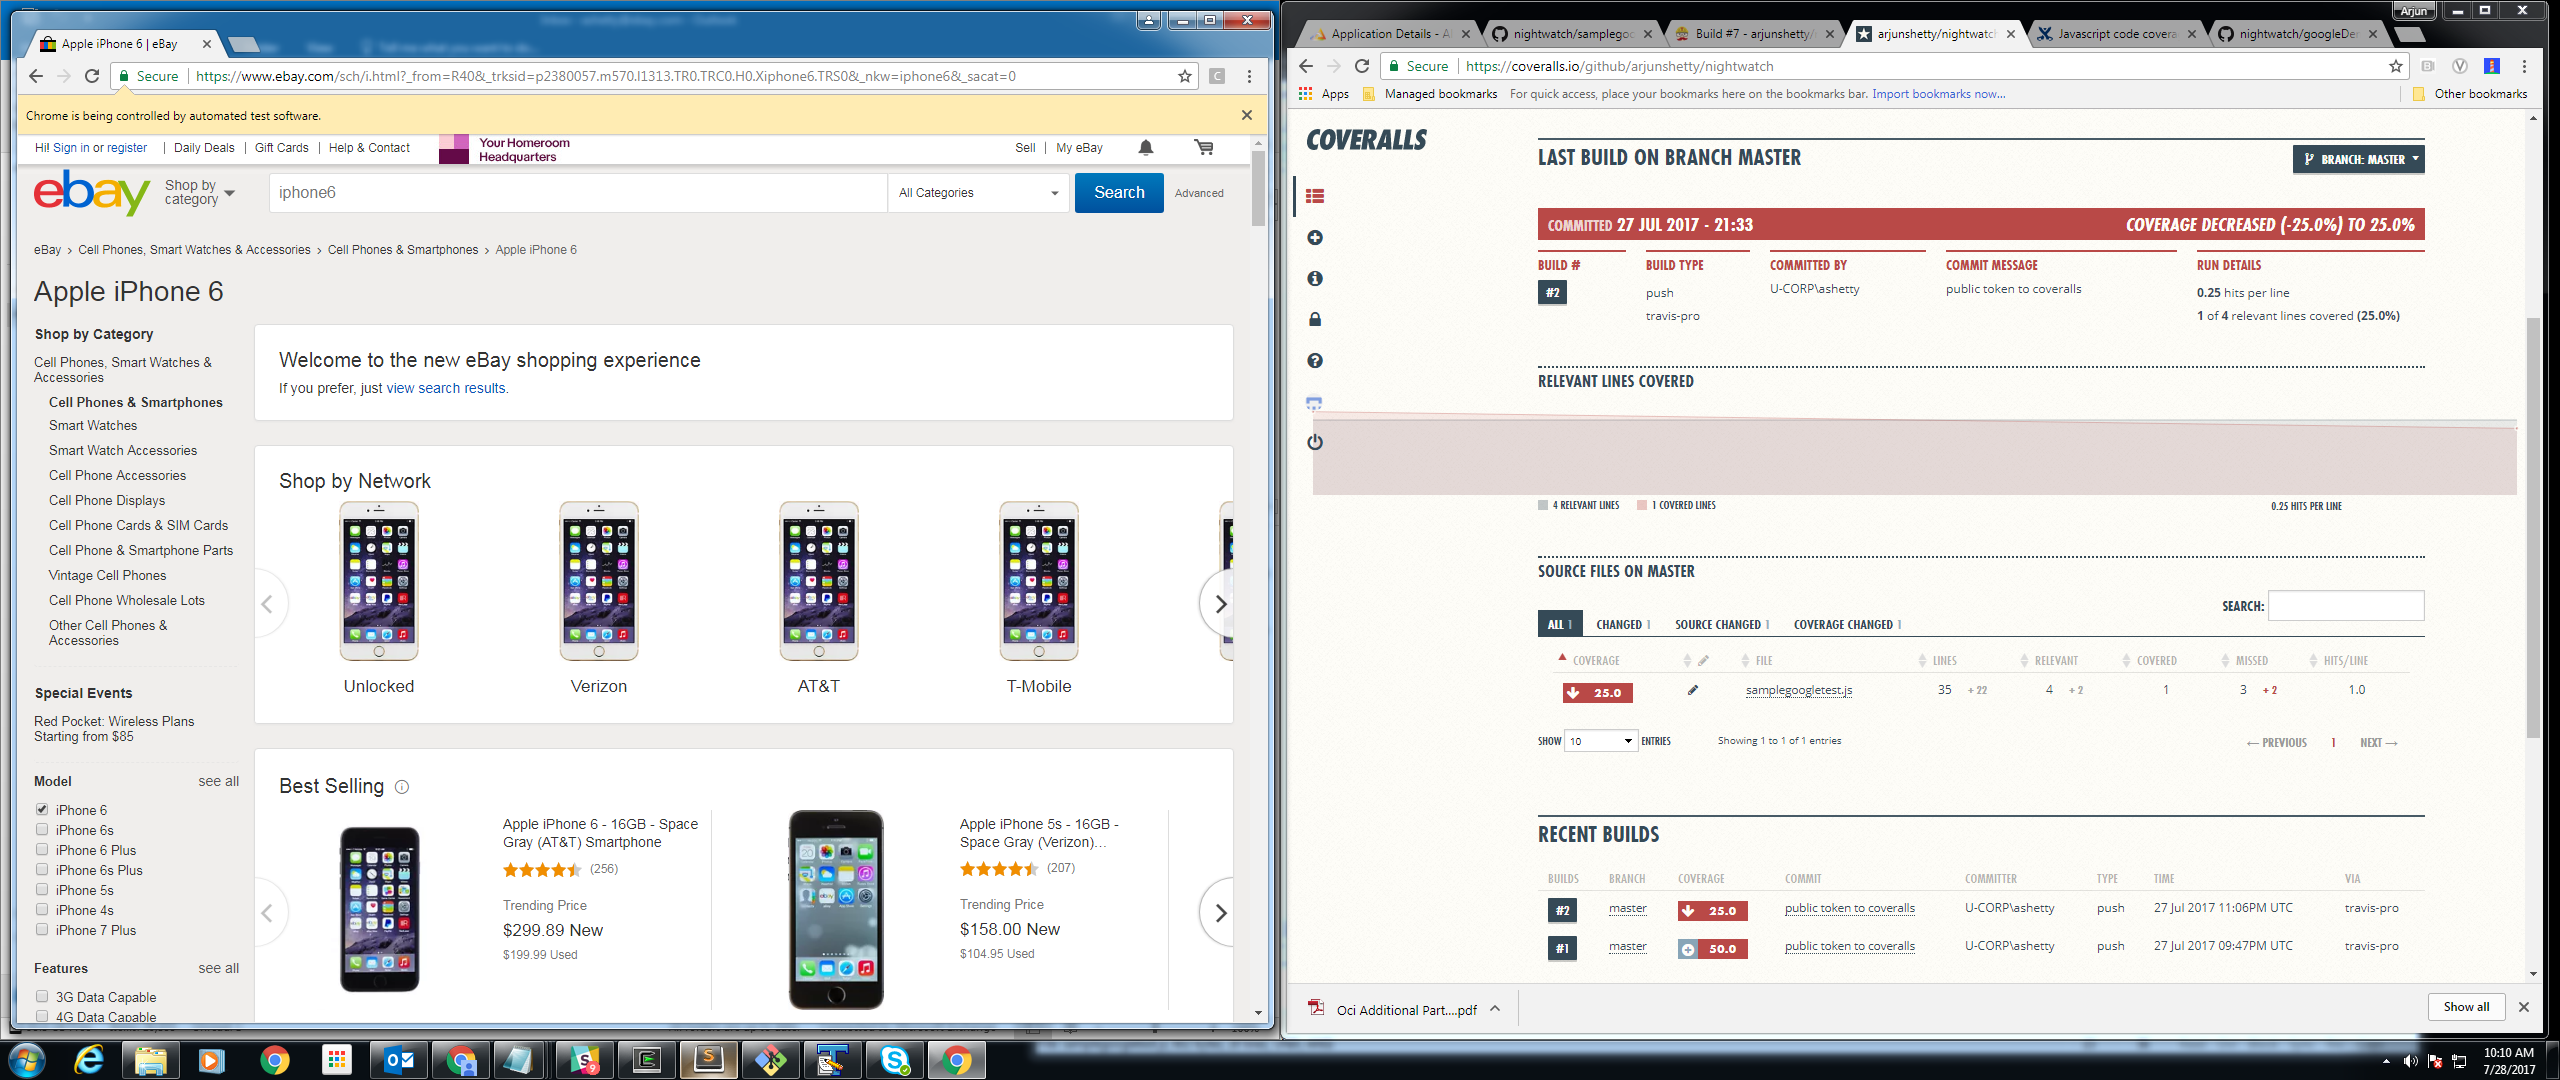 Apple iPhone 6 | eBay
Secure
https://www.ebay.com/sch/i.html?_from=R40&_trksid=p2380057.m570.l1313.TR0.TRC0.H0.Xiphone6.TRS0&_nkw=iphone6&_sacat=0
Chrome is being controlled by automated test software.
Hi! Sign in or register | Daily Deals | Gift Cards | Help & Contact
Your Homeroom
Headquarters
Sell | My eBay
ebay
Shop by
category
iphone6
All Categories
Search
Advanced
eBay > Cell Phones, Smart Watches & Accessories > Cell Phones & Smartphones > Apple iPhone 6
Apple iPhone 6
Shop by Category
Cell Phones, Smart Watches &
Accessories
Cell Phones & Smartphones
Smart Watches
Smart Watch Accessories
Cell Phone Accessories
Cell Phone Displays
Cell Phone Cards & SIM Cards
Cell Phone & Smartphone Parts
Vintage Cell Phones
Cell Phone Wholesale Lots
Other Cell Phones &
Accessories
Special Events
Red Pocket: Wireless Plans
Starting from $85
Model
see all
iPhone 6
iPhone 6s
iPhone 6 Plus
iPhone 6s Plus
iPhone 5s
iPhone 4s
iPhone 7 Plus
Features
see all
3G Data Capable
4G Data Capable
Welcome to the new eBay shopping experience
If you prefer, just view search results.
Shop by Network
Unlocked
Verizon
AT&T
T-Mobile
Best Selling
Apple iPhone 6 - 16GB - Space
Gray (AT&T) Smartphone
(256)
Trending Price
$299.89 New
$199.99 Used
Apple iPhone 5s - 16GB -
Space Gray (Verizon)...
(207)
Trending Price
$158.00 New
$104.95 Used
Arjun
Application Details - Al
nightwatch/samplegoo
Build #7 - arjunshetty/
arjunshetty/nightwatch
Javascript code covera
nightwatch/googleDer
Secure
https://coveralls.io/github/arjunshetty/nightwatch
Apps
Managed bookmarks
For quick access, place your bookmarks here on the bookmarks bar. Import bookmarks now...
Other bookmarks
COVERALLS
LAST BUILD ON BRANCH MASTER
BRANCH: MASTER
COMMITTED 27 JUL 2017 - 21:33
COVERAGE DECREASED (-25.0%) TO 25.0%
BUILD #
BUILD TYPE
COMMITTED BY
COMMIT MESSAGE
RUN DETAILS
#2
push
travis-pro
U-CORP\ashetty
public token to coveralls
0.25 hits per line
1 of 4 relevant lines covered (25.0%)
RELEVANT LINES COVERED
4 RELEVANT LINES
1 COVERED LINES
0.25 HITS PER LINE
SOURCE FILES ON MASTER
SEARCH:
ALL 1
CHANGED 1
SOURCE CHANGED 1
COVERAGE CHANGED 1
COVERAGE FILE LINES RELEVANT COVERED MISSED HITS/LINE
25.0 samplegoogletest.js 35 +22 4 +2 1 3 +2 1.0
SHOW 10 ENTRIES
Showing 1 to 1 of 1 entries
← PREVIOUS 1 NEXT →
RECENT BUILDS
BUILDS BRANCH COVERAGE COMMIT COMMITTER TYPE TIME VIA
#2 master 25.0 public token to coveralls U-CORP\ashetty push 27 Jul 2017 11:06PM UTC travis-pro
#1 master 50.0 public token to coveralls U-CORP\ashetty push 27 Jul 2017 09:47PM UTC travis-pro
Oci Additional Part....pdf
Show all
10:10 AM
7/28/2017